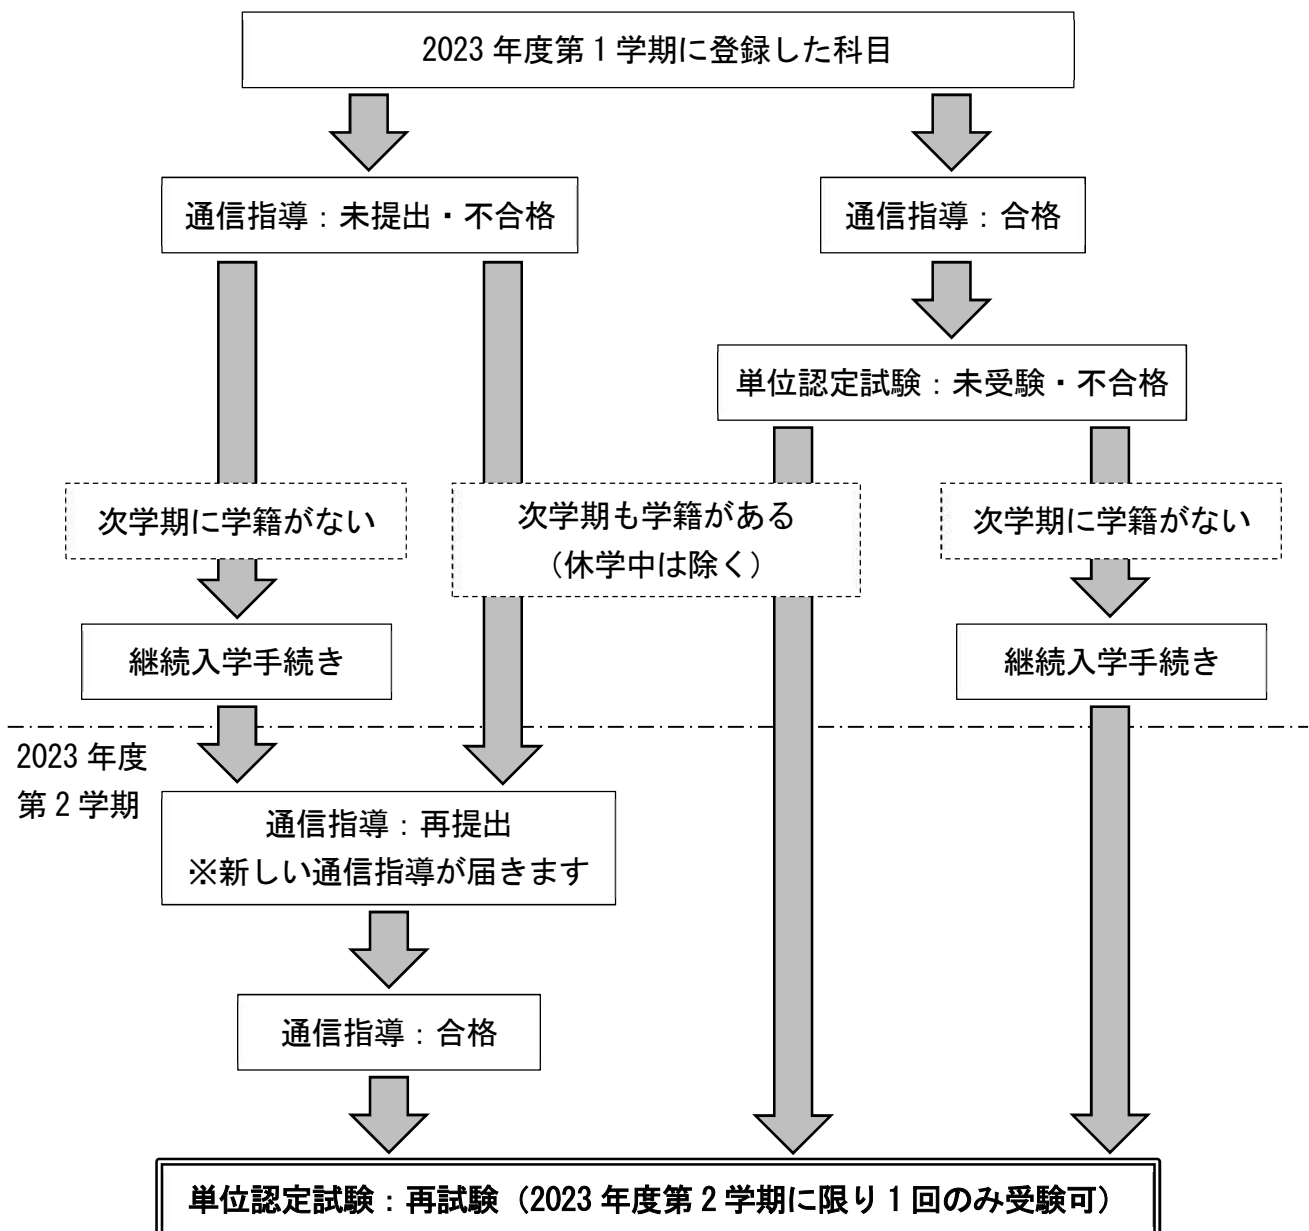 2023 年度第 1 学期に登録した科目
通信指導：未提出・不合格
通信指導：合格
単位認定試験：未受験・不合格
次学期に学籍がない
次学期も学籍がある
（休学中は除く）
次学期に学籍がない
継続入学手続き
継続入学手続き
2023 年度
第 2 学期
通信指導：再提出
※新しい通信指導が届きます
通信指導：合格
単位認定試験：再試験（2023 年度第 2 学期に限り 1 回のみ受験可）